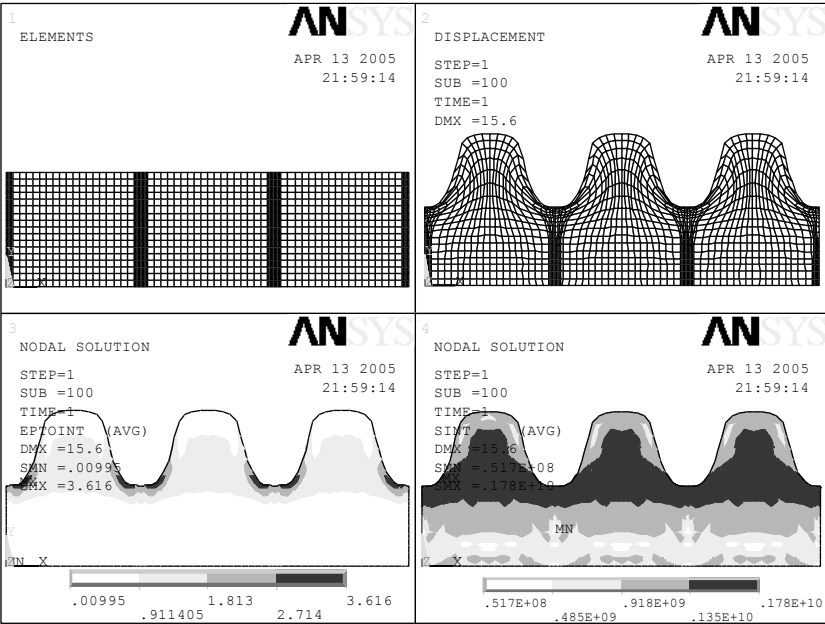 1
ANSYS
ELEMENTS
APR 13 2005
21:59:14
Y
Z X
2
ANSYS
DISPLACEMENT
APR 13 2005
21:59:14
STEP=1
SUB =100
TIME=1
DMX =15.6
Y
Z X
3
ANSYS
NODAL SOLUTION
APR 13 2005
21:59:14
STEP=1
SUB =100
TIME=1
EPTOINT (AVG)
DMX =15.6
SMN =.00995
SMX =3.616
Y
ZN X
.00995
.911405
1.813
2.714
3.616
4
ANSYS
NODAL SOLUTION
APR 13 2005
21:59:14
STEP=1
SUB =100
TIME=1
SINT (AVG)
DMX =15.6
SMN =.517E+08
SMX =.178E+10
MX
MN
Z X
.517E+08
.485E+09
.918E+09
.135E+10
.178E+10